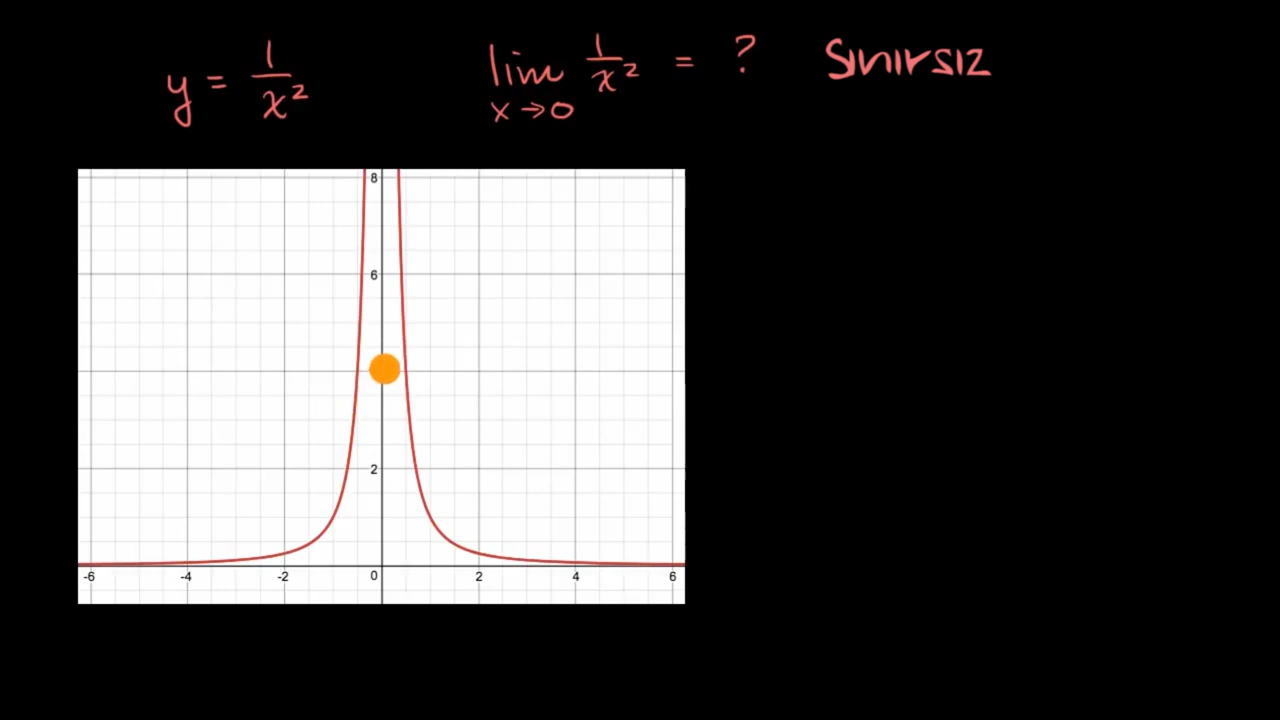 y = 1/x² lim x→0 1/x² = ? Sınırsız
8
6
2
-6 -4 -2 0 2 4 6